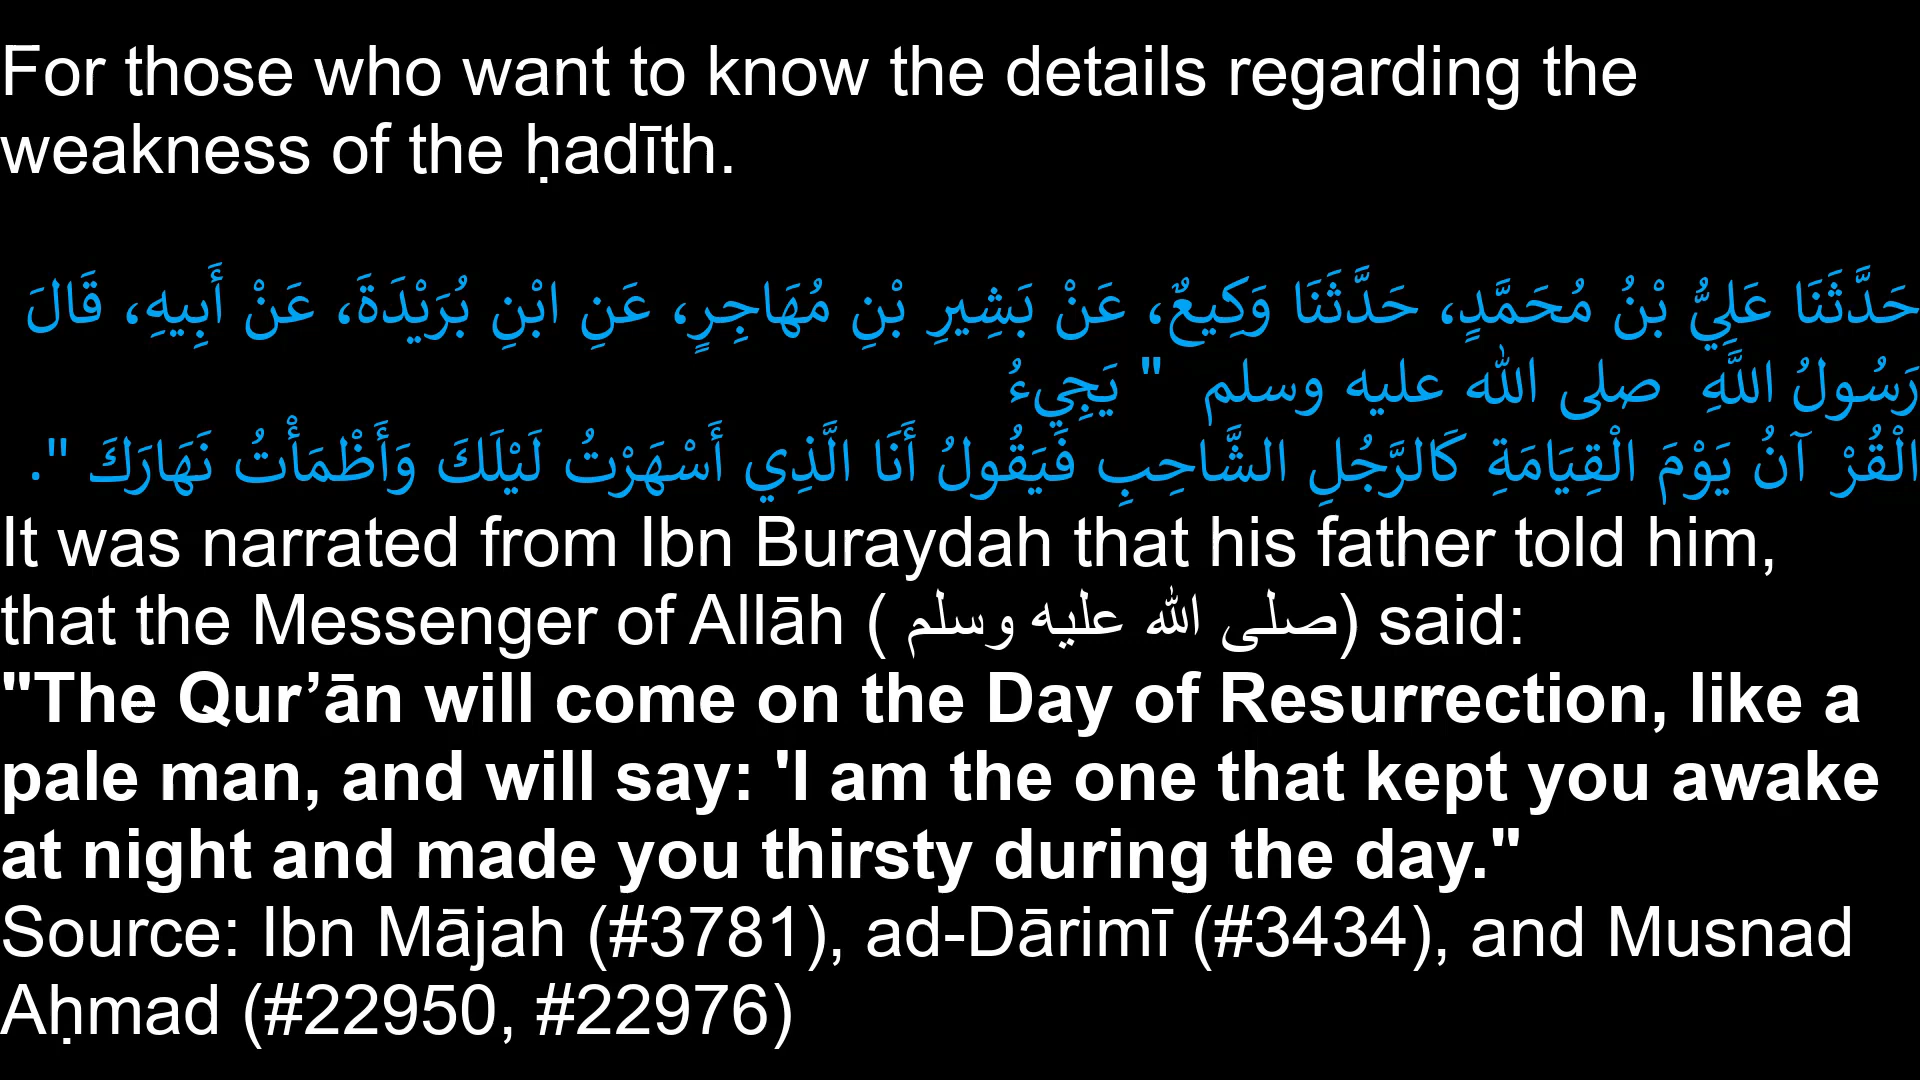 For those who want to know the details regarding the
weakness of the ḥadīth.
حَدَّثَنَا عَلِيُّ بْنُ مُحَمَّدٍ، حَدَّثَنَا وَكِيعٌ، عَنْ بَشِيرِ بْنِ مُهَاجِرٍ، عَنِ ابْنِ بُرَيْدَةَ، عَنْ أَبِيهِ، قَالَ
رَسُولُ اللَّهِ صلى الله عليه وسلم " يَجِيءُ
الْقُرْ آنُ يَوْمَ الْقِيَامَةِ كَالرَّجُلِ الشَّاحِبِ فَيَقُولُ أَنَا الَّذِي أَسْهَرْتُ لَيْلَكَ وَأَظْمَأْتُ نَهَارَكَ ".
It was narrated from Ibn Buraydah that his father told him,
that the Messenger of Allāh (صلى الله عليه وسلم) said:
"The Qur’ān will come on the Day of Resurrection, like a
pale man, and will say: 'I am the one that kept you awake
at night and made you thirsty during the day."
Source: Ibn Mājah (#3781), ad-Dārimī (#3434), and Musnad
Aḥmad (#22950, #22976)